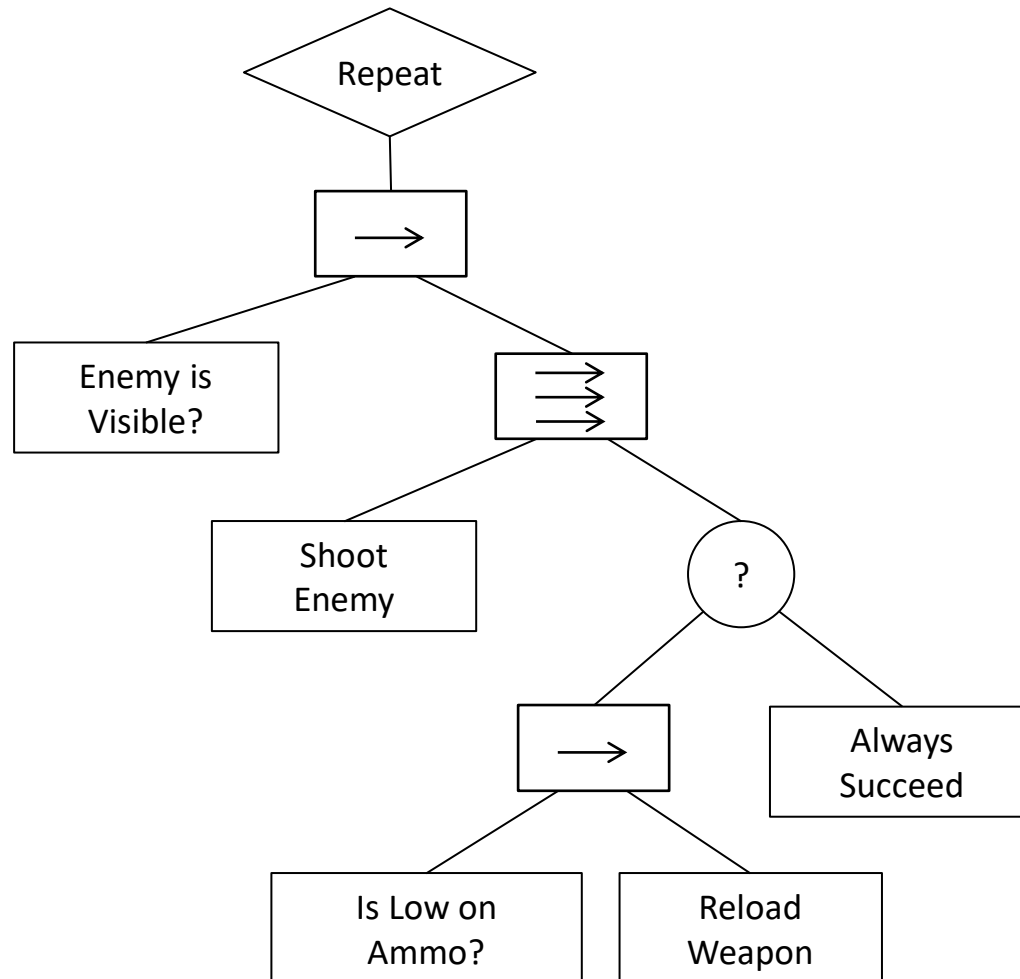 Repeat
Enemy is
Visible?
Shoot
Enemy
?
Always
Succeed
Is Low on
Ammo?
Reload
Weapon